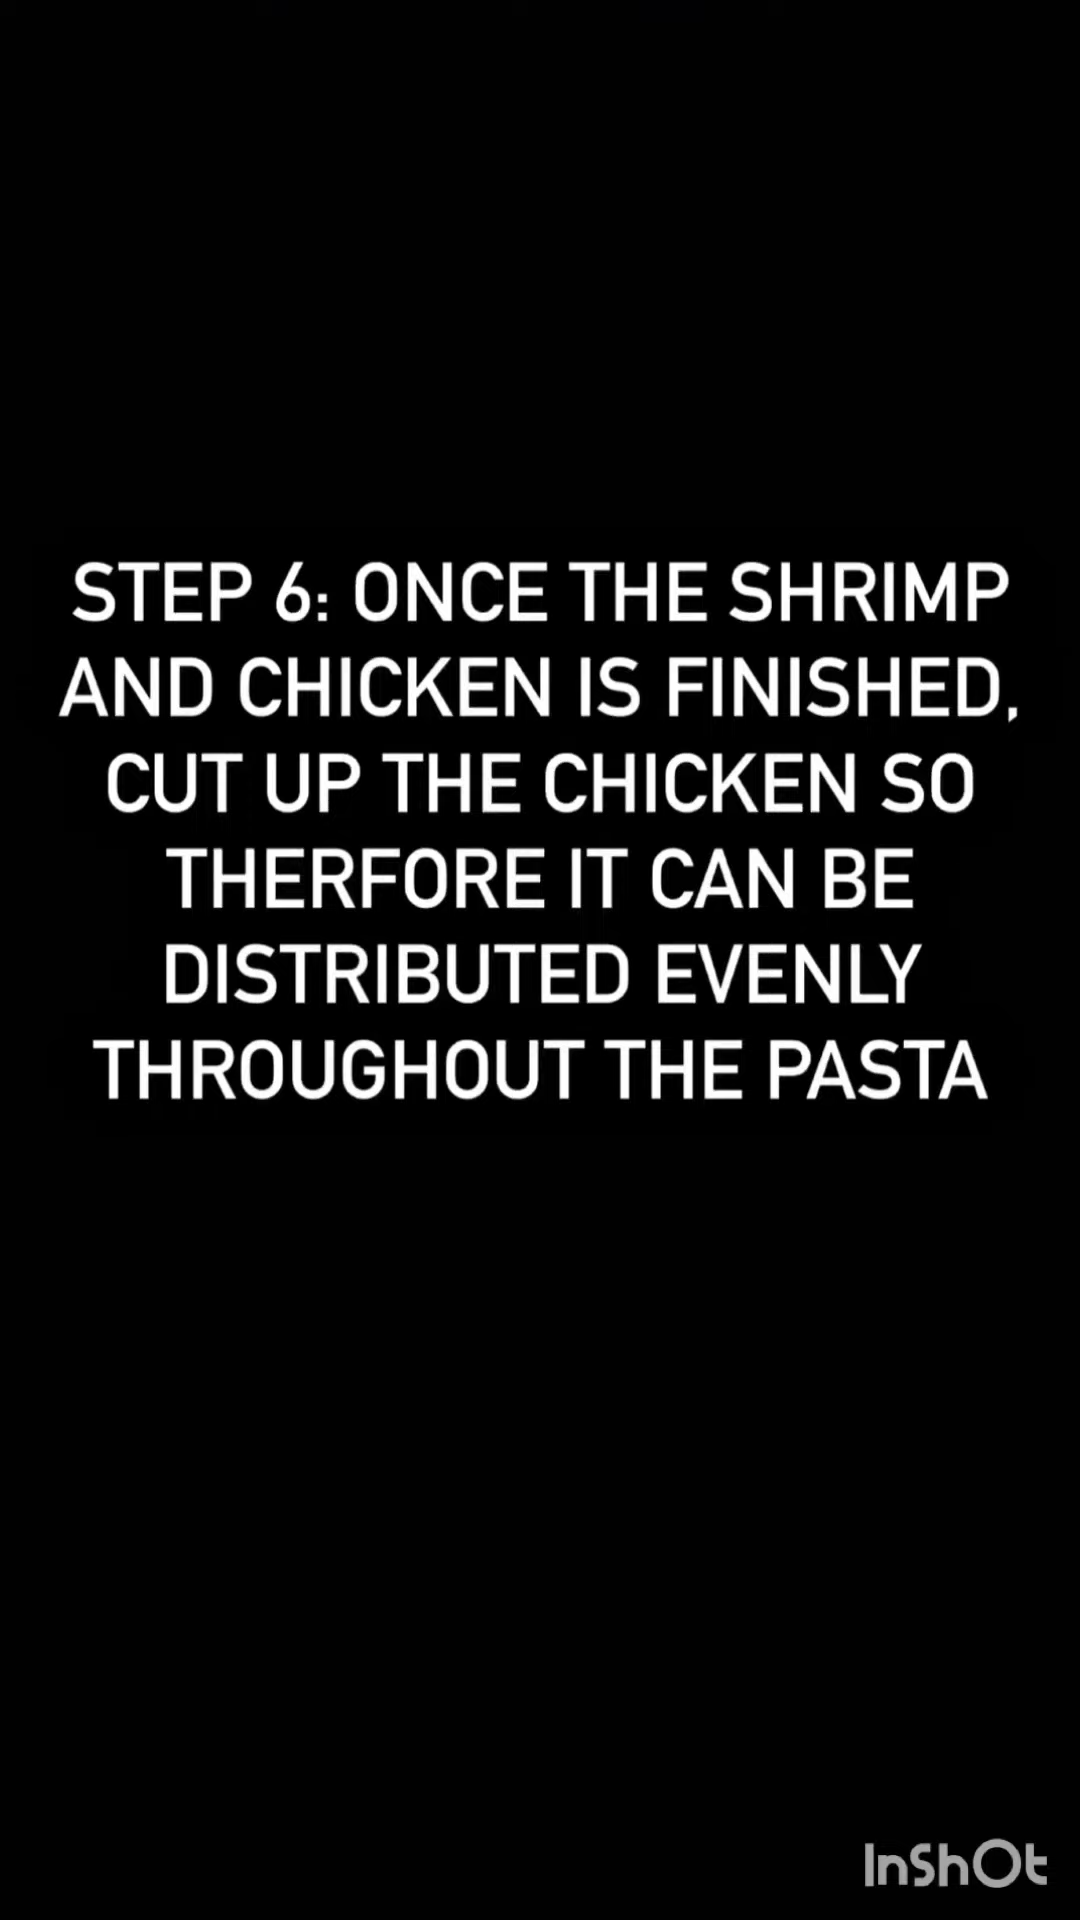 STEP 6: ONCE THE SHRIMP
AND CHICKEN IS FINISHED,
CUT UP THE CHICKEN SO
THERFORE IT CAN BE
DISTRIBUTED EVENLY
THROUGHOUT THE PASTA
InShOt